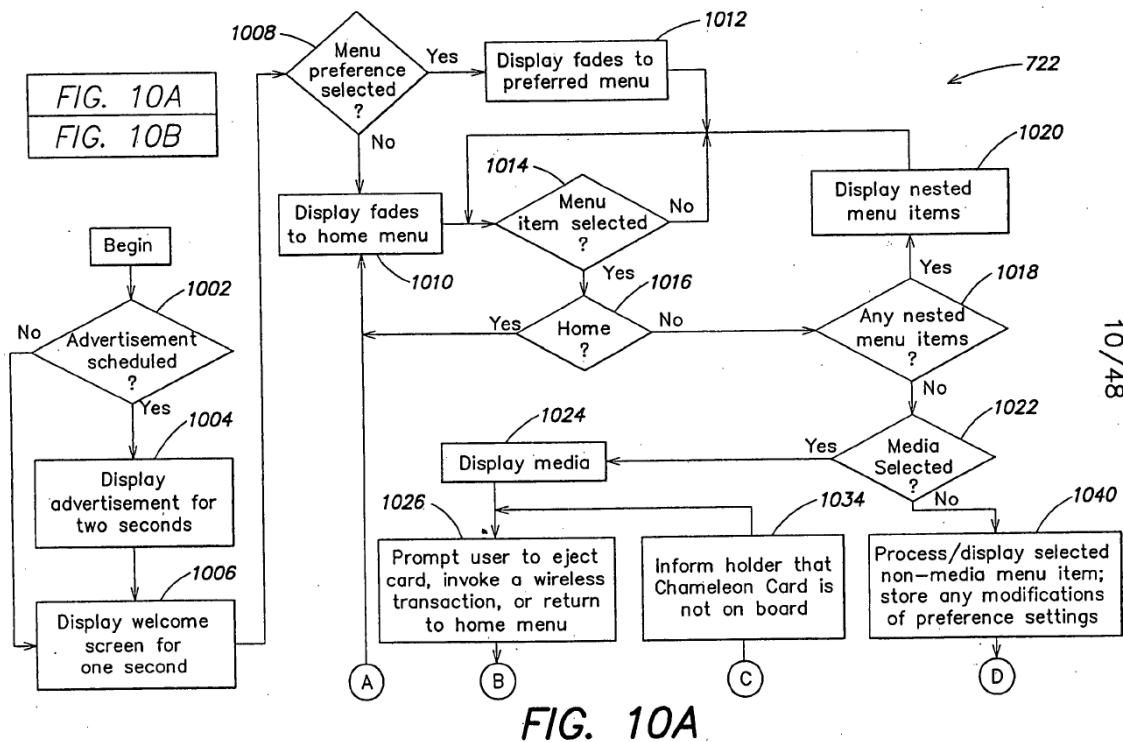 FIG. 10A
FIG. 10B
Begin
1002
No
Advertisement
scheduled
?
Yes
1004
Display
advertisement for
two seconds
1006
Display welcome
screen for
one second
1008
Menu
preference
selected
?
Yes
No
1012
Display fades to
preferred menu
722
Display fades
to home menu
1010
1014
Menu
item selected
?
No
Yes
1016
Home
?
Yes
No
1020
Display nested
menu items
Yes
1018
Any nested
menu items
?
No
1022
Media
Selected
?
Yes
No
1024
Display media
1026
Prompt user to eject
card, invoke a wireless
transaction, or return
to home menu
1034
Inform holder that
Chameleon Card is
not on board
1040
Process/display selected
non-media menu item;
store any modifications
of preference settings
A
B
C
D
10/48
FIG. 10A